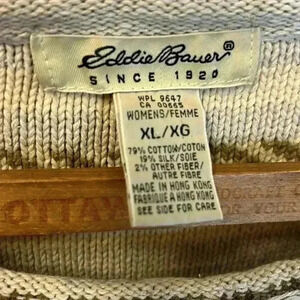 Eddie Bauer®
SINCE 1920
WPL 9647
CA 00665
WOMENS/FEMME
XL/XG
79% COTTON/COTON
19% SILK/SOIE
2% OTHER FIBER/
AUTRE FIBRE
MADE IN HONG KONG
FABRIQUE A HONG KONG
SEE SIDE FOR CARE